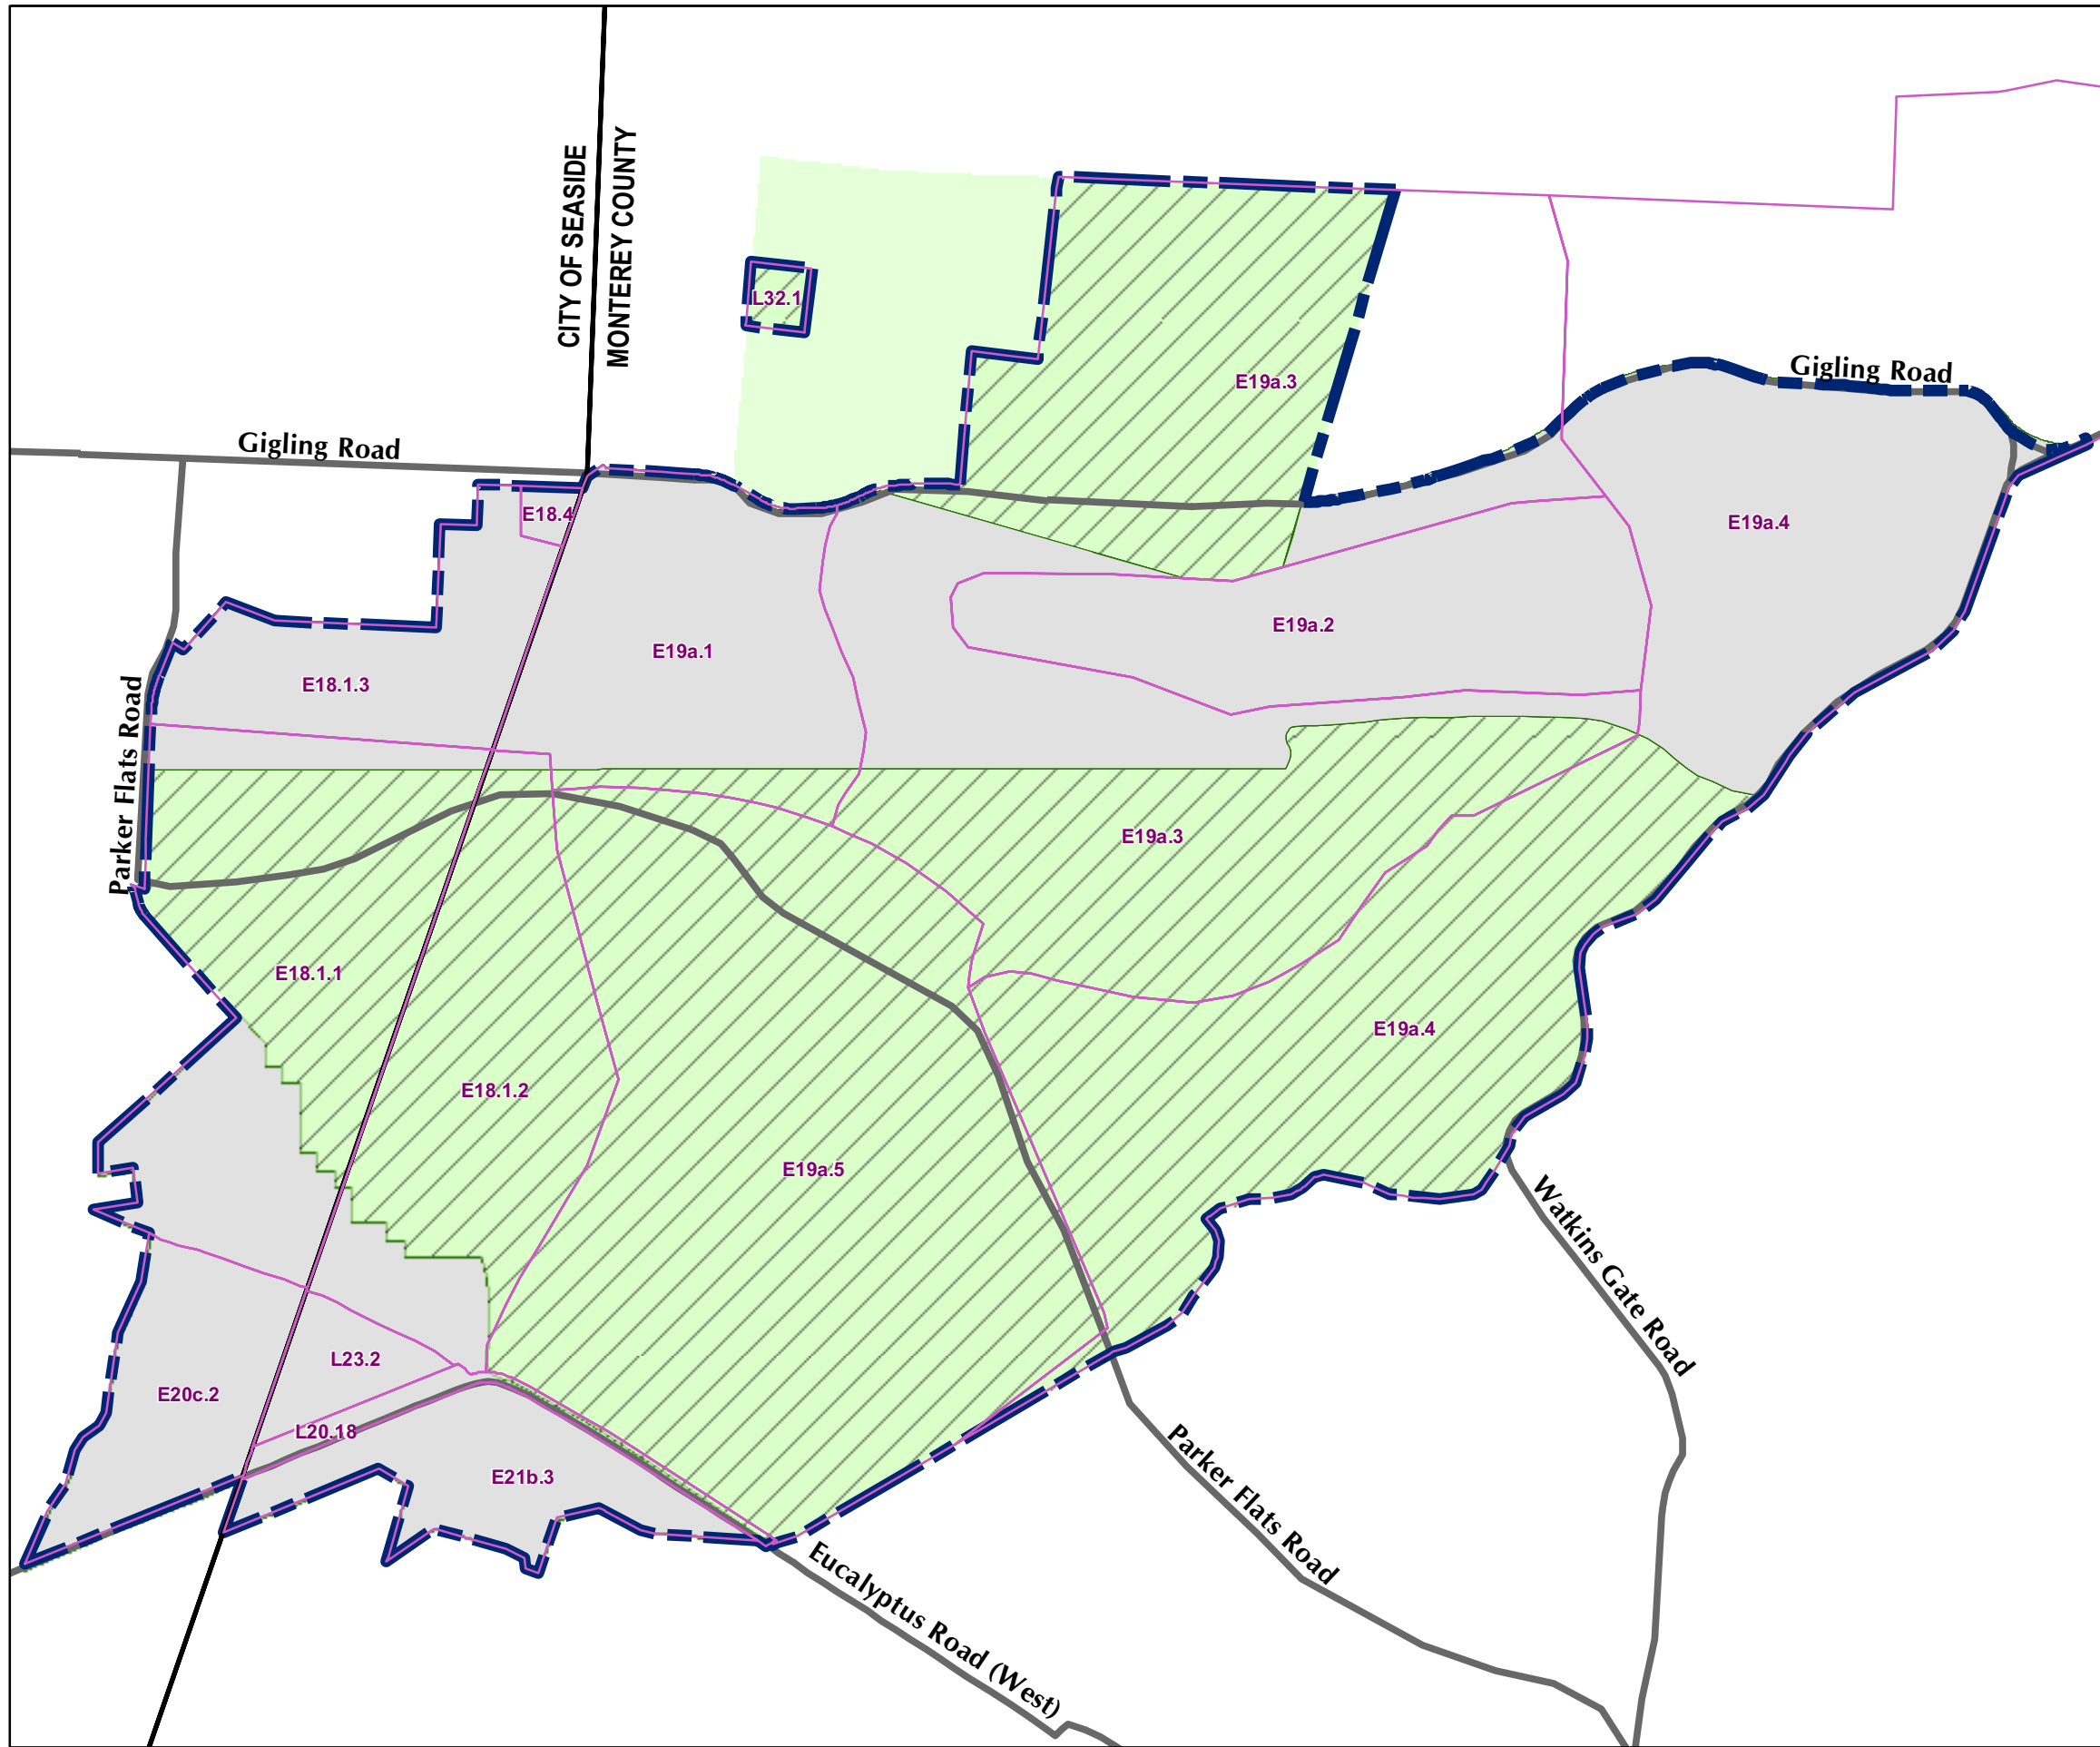 CITY OF SEASIDE
MONTEREY COUNTY
L32.1
E19a.3
Gigling Road
Gigling Road
E18.4
E19a.4
E19a.2
E19a.1
E18.1.3
Parker Flats Road
E19a.3
E18.1.1
E19a.4
E18.1.2
E19a.5
Watkins Gate Road
L23.2
E20c.2
L20.18
E21b.3
Parker Flats Road
Eucalyptus Road (West)